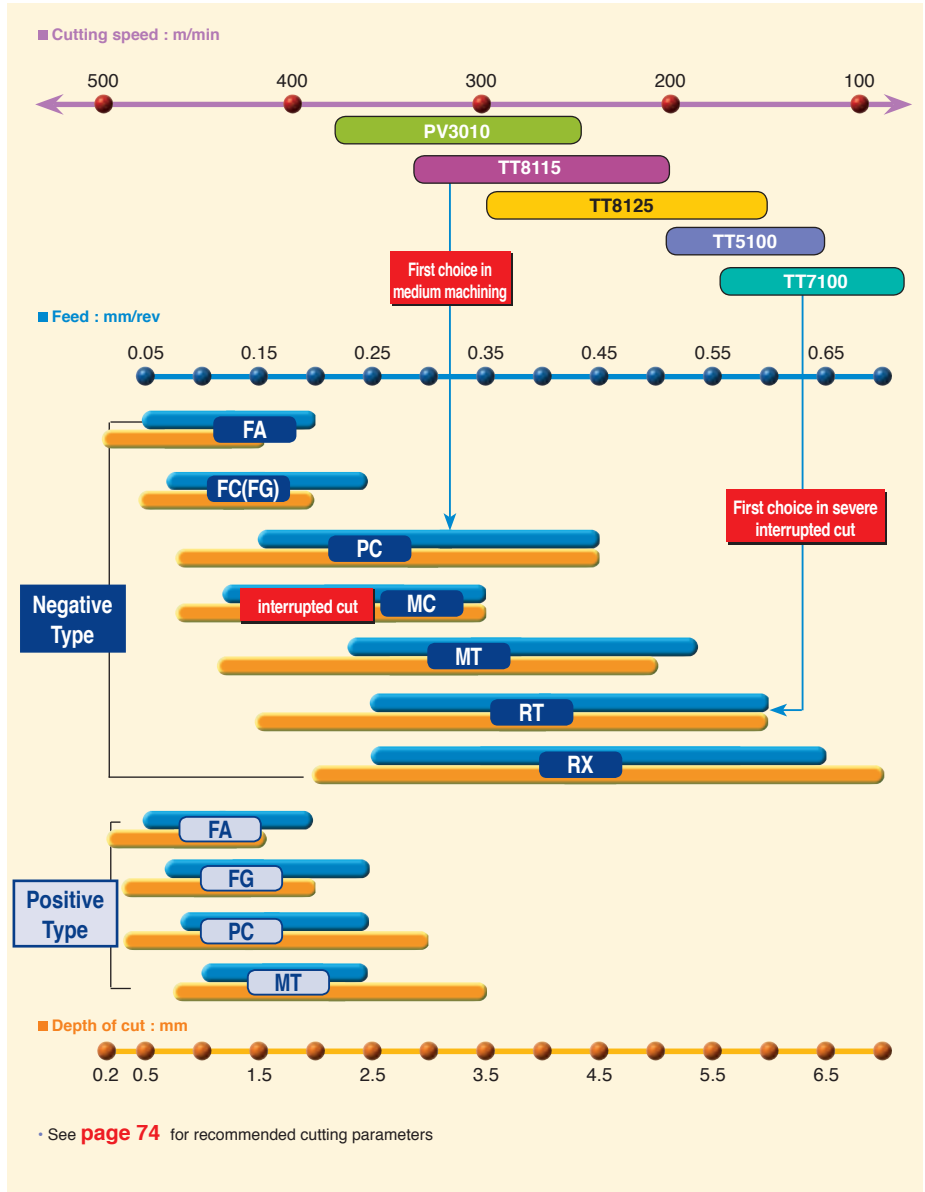 ■ Cutting speed : m/min
500 400 300 200 100
PV3010
TT8115
TT8125
TT5100
First choice in
medium machining
TT7100
■ Feed : mm/rev
0.05 0.15 0.25 0.35 0.45 0.55 0.65
FA
FC(FG)
First choice in severe
interrupted cut
PC
Negative
Type
interrupted cut MC
MT
RT
RX
FA
FG
Positive
Type
PC
MT
■ Depth of cut : mm
0.2 0.5 1.5 2.5 3.5 4.5 5.5 6.5
• See page 74 for recommended cutting parameters